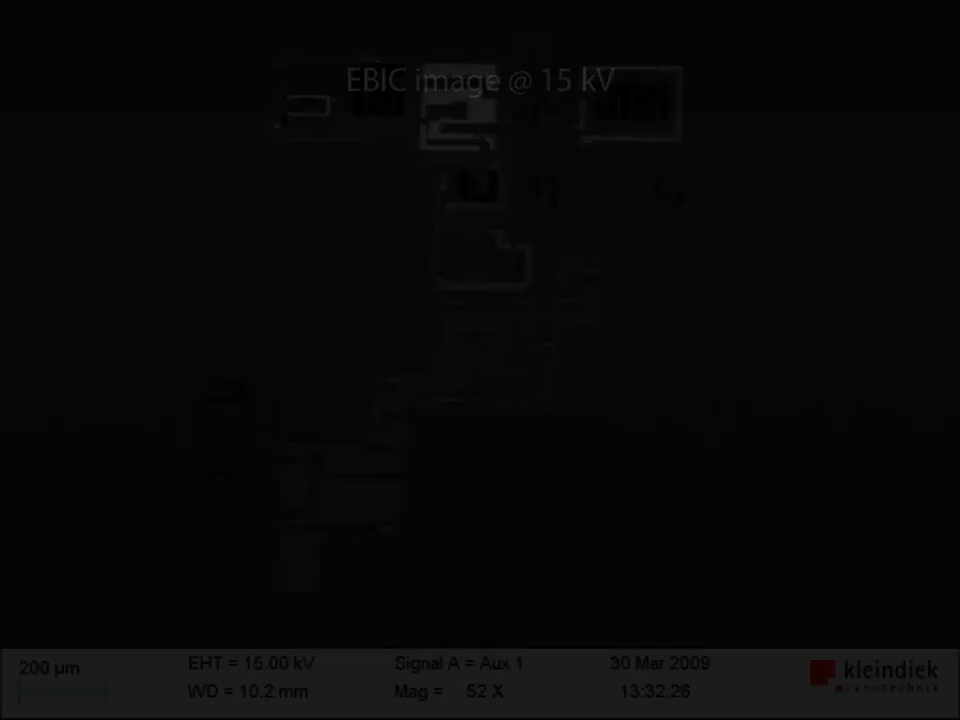 EBIC image @ 15 kV
200 µm
EHT = 15.00 kV
WD = 10.2 mm
Signal A = Aux 1
Mag = 52 X
30 Mar 2009
13:32:26
kleindiek
nanotechnik